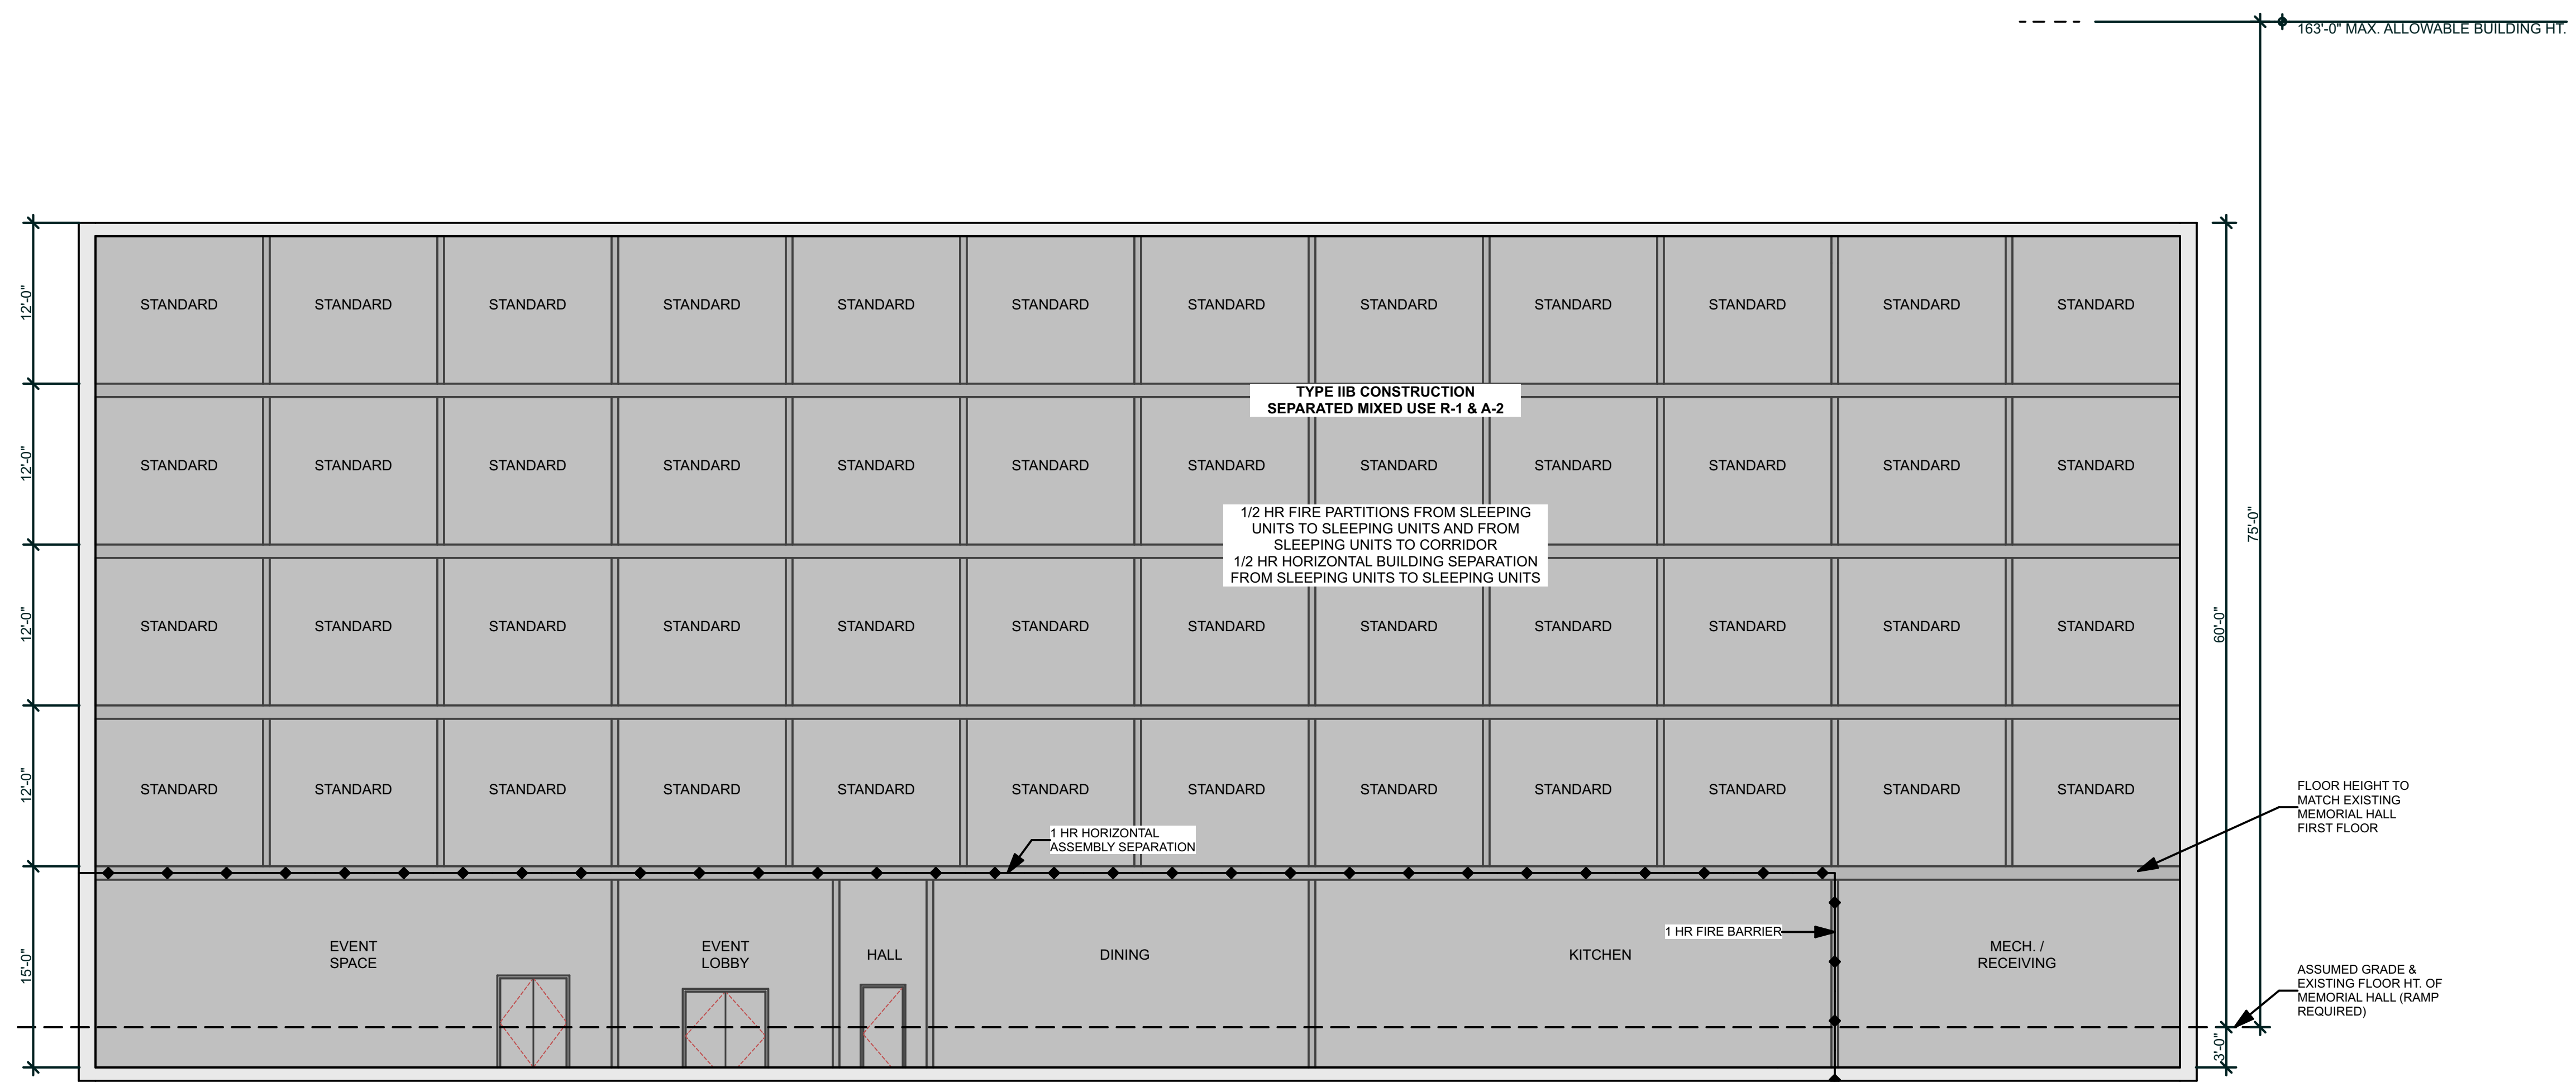 163'-0" MAX. ALLOWABLE BUILDING HT.
12'-0"
STANDARD STANDARD STANDARD STANDARD STANDARD STANDARD STANDARD STANDARD STANDARD STANDARD STANDARD STANDARD
TYPE IIB CONSTRUCTION
SEPARATED MIXED USE R-1 & A-2
12'-0"
STANDARD STANDARD STANDARD STANDARD STANDARD STANDARD STANDARD STANDARD STANDARD STANDARD STANDARD STANDARD
1/2 HR FIRE PARTITIONS FROM SLEEPING
UNITS TO SLEEPING UNITS AND FROM
SLEEPING UNITS TO CORRIDOR
1/2 HR HORIZONTAL BUILDING SEPARATION
FROM SLEEPING UNITS TO SLEEPING UNITS
75'-0"
12'-0"
STANDARD STANDARD STANDARD STANDARD STANDARD STANDARD STANDARD STANDARD STANDARD STANDARD STANDARD STANDARD
60'-0"
12'-0"
STANDARD STANDARD STANDARD STANDARD STANDARD STANDARD STANDARD STANDARD STANDARD STANDARD STANDARD STANDARD
FLOOR HEIGHT TO
MATCH EXISTING
MEMORIAL HALL
FIRST FLOOR
1 HR HORIZONTAL
ASSEMBLY SEPARATION
1 HR FIRE BARRIER
15'-0"
EVENT
SPACE
EVENT
LOBBY
HALL
DINING
KITCHEN
MECH. /
RECEIVING
ASSUMED GRADE &
EXISTING FLOOR HT. OF
MEMORIAL HALL (RAMP
REQUIRED)
3'-0"